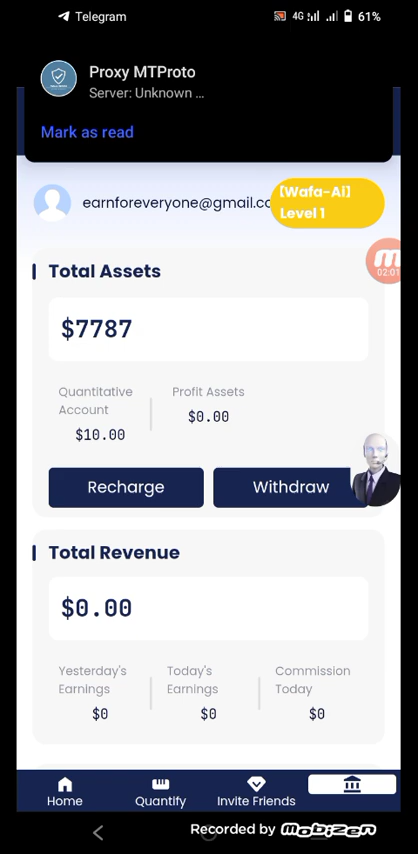 Telegram
4G
61%
Proxy MTProto
Server: Unknown ...
Mark as read
earnforeveryone@gmail.co
[Wafa-Ai]
Level 1
02:01
Total Assets
$7787
Quantitative
Account
$10.00
Profit Assets
$0.00
Recharge
Withdraw
Total Revenue
$0.00
Yesterday's
Earnings
$0
Today's
Earnings
$0
Commission
Today
$0
Home
Quantify
Invite Friends
Recorded by mobizen